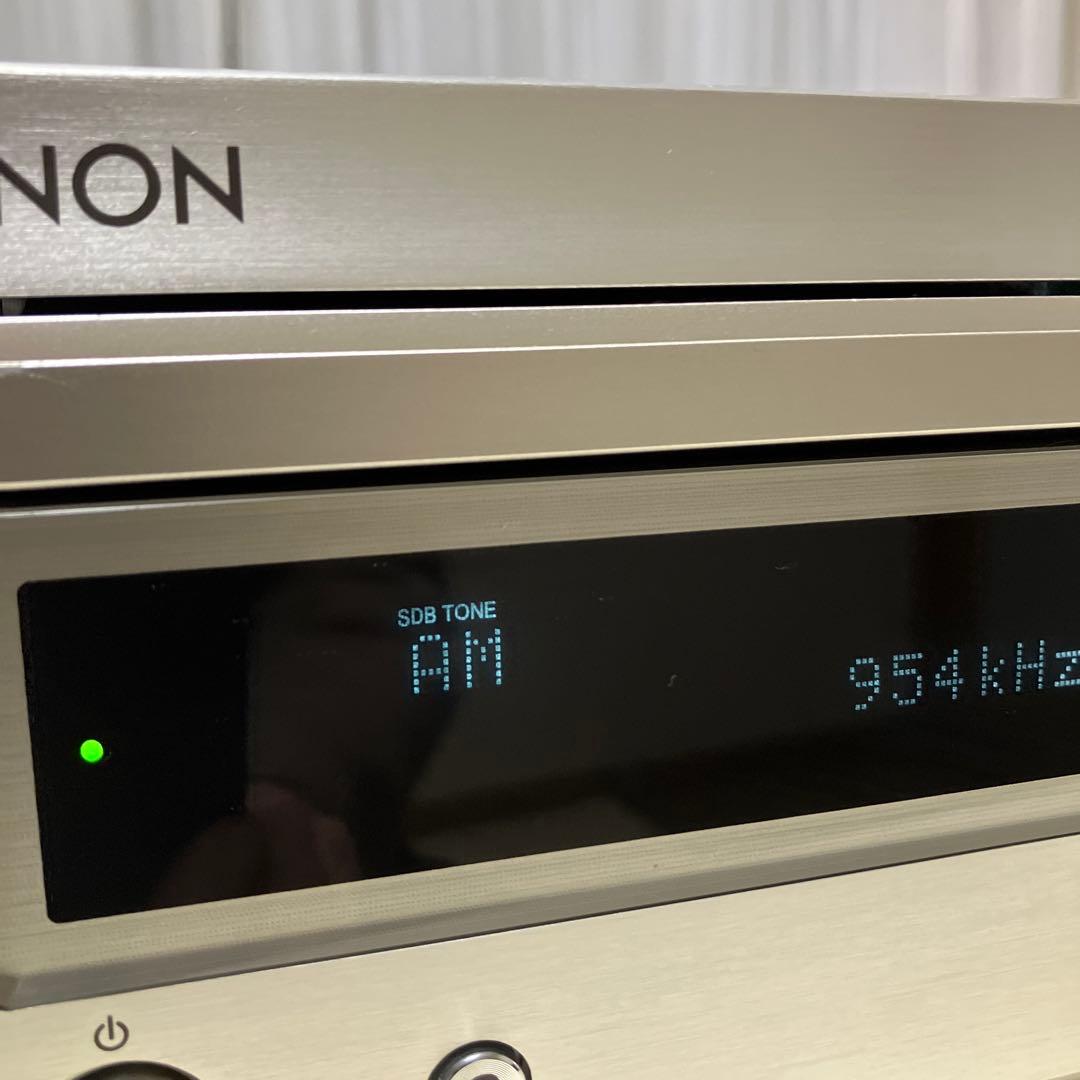 NON
SDB TONE
AM
954kHz